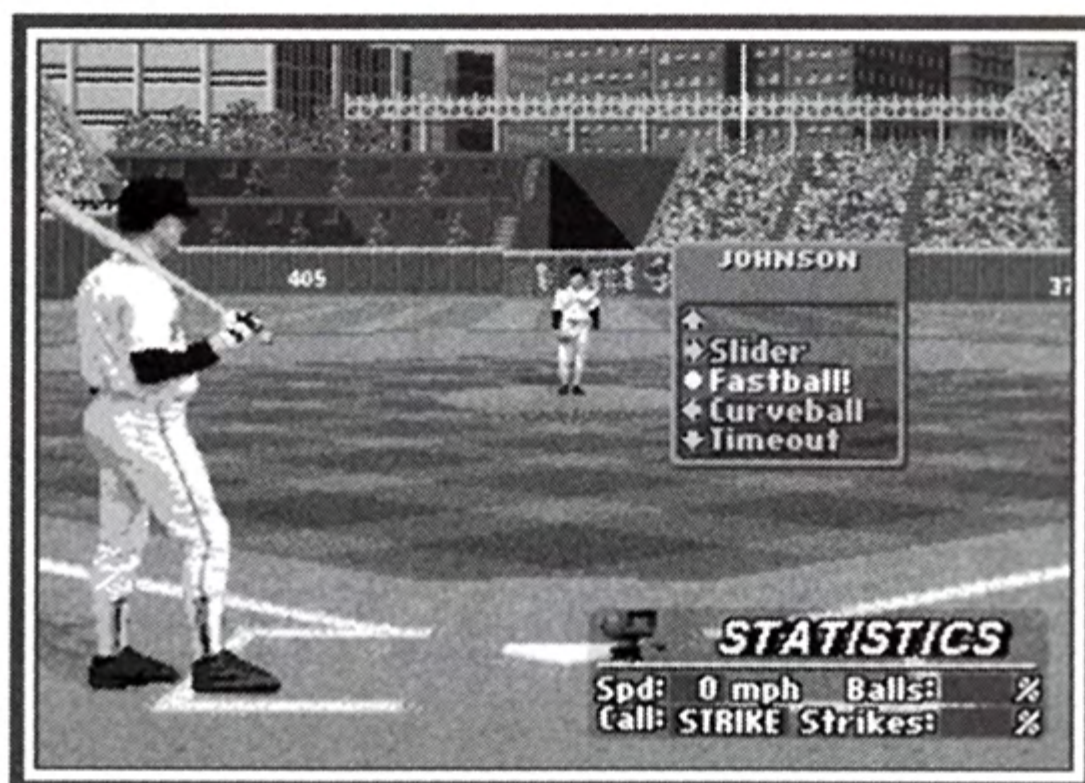 405
37
JOHNSON
Slider
Fastball!
Curveball
Timeout
STATISTICS
Spd: 0 mph Balls: %
Call: STRIKE Strikes: %